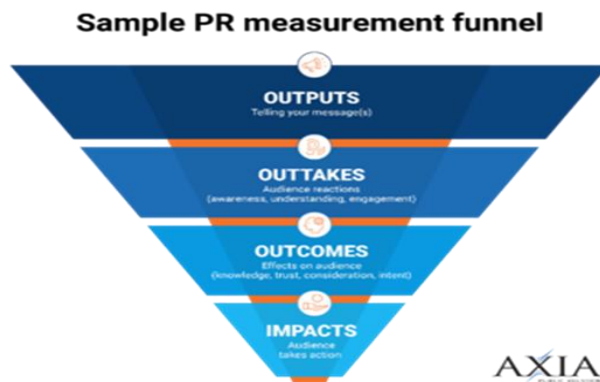 Sample PR measurement funnel
OUTPUTS
Telling your message(s)
OUTTAKES
Audience reactions
(awareness, understanding, engagement)
OUTCOMES
Effects on audience
(knowledge, trust, consideration, intent)
IMPACTS
Audience
takes action
AXIA